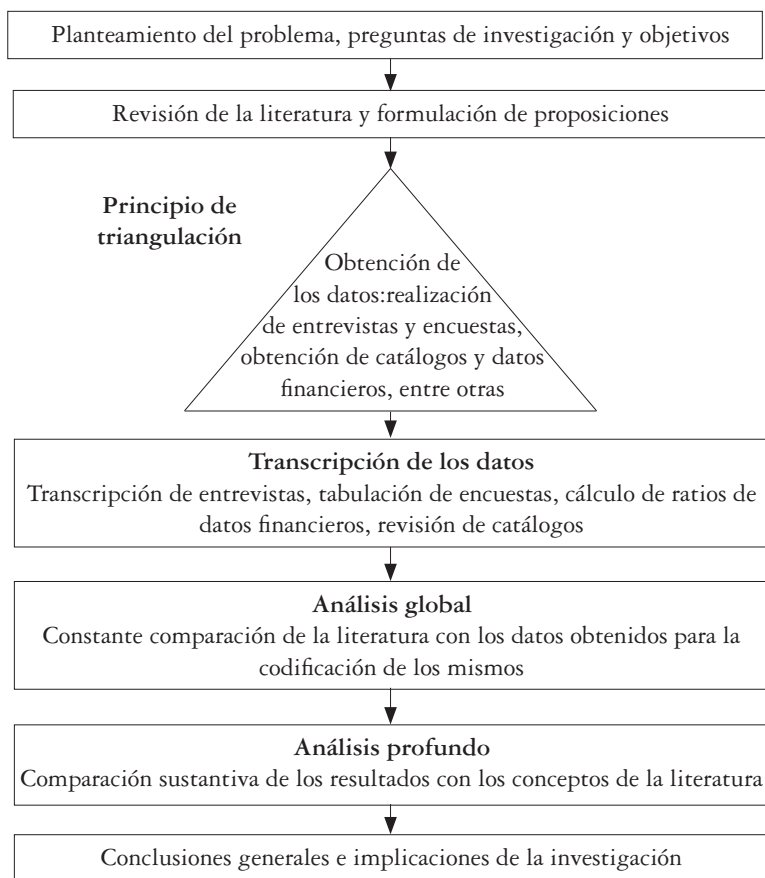 Planteamiento del problema, preguntas de investigación y objetivos
Revisión de la literatura y formulación de proposiciones
Principio de
triangulación
Obtención de
los datos:realización
de entrevistas y encuestas,
obtención de catálogos y datos
financieros, entre otras
Transcripción de los datos
Transcripción de entrevistas, tabulación de encuestas, cálculo de ratios de
datos financieros, revisión de catálogos
Análisis global
Constante comparación de la literatura con los datos obtenidos para la
codificación de los mismos
Análisis profundo
Comparación sustantiva de los resultados con los conceptos de la literatura
Conclusiones generales e implicaciones de la investigación